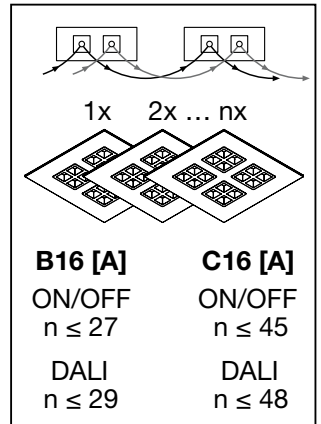 1x 2x … nx
B16 [A] C16 [A]
ON/OFF ON/OFF
n ≤ 27 n ≤ 45
DALI DALI
n ≤ 29 n ≤ 48